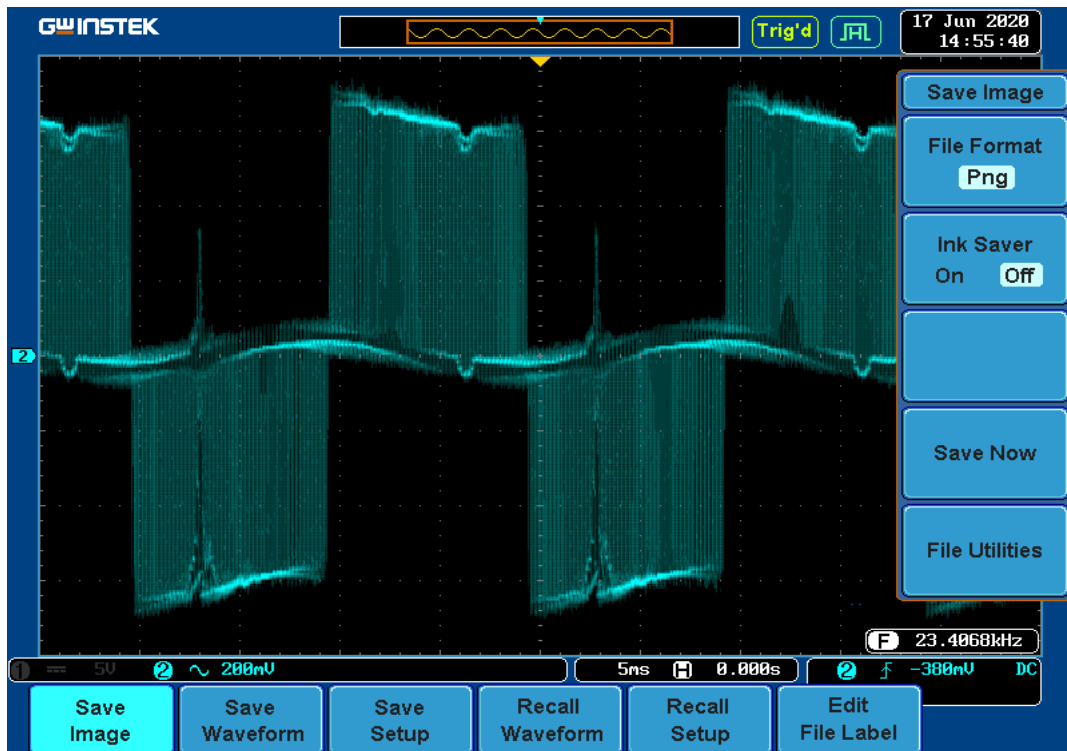 GWINSTEK
Trig'd
17 Jun 2020
14:55:40
Save Image
File Format
Png
Ink Saver
On Off
Save Now
File Utilities
2
F 23.4068kHz
1 5V 2 200mV 5ms H 0.000s 2 -380mV DC
Save Image
Save Waveform
Save Setup
Recall Waveform
Recall Setup
Edit File Label